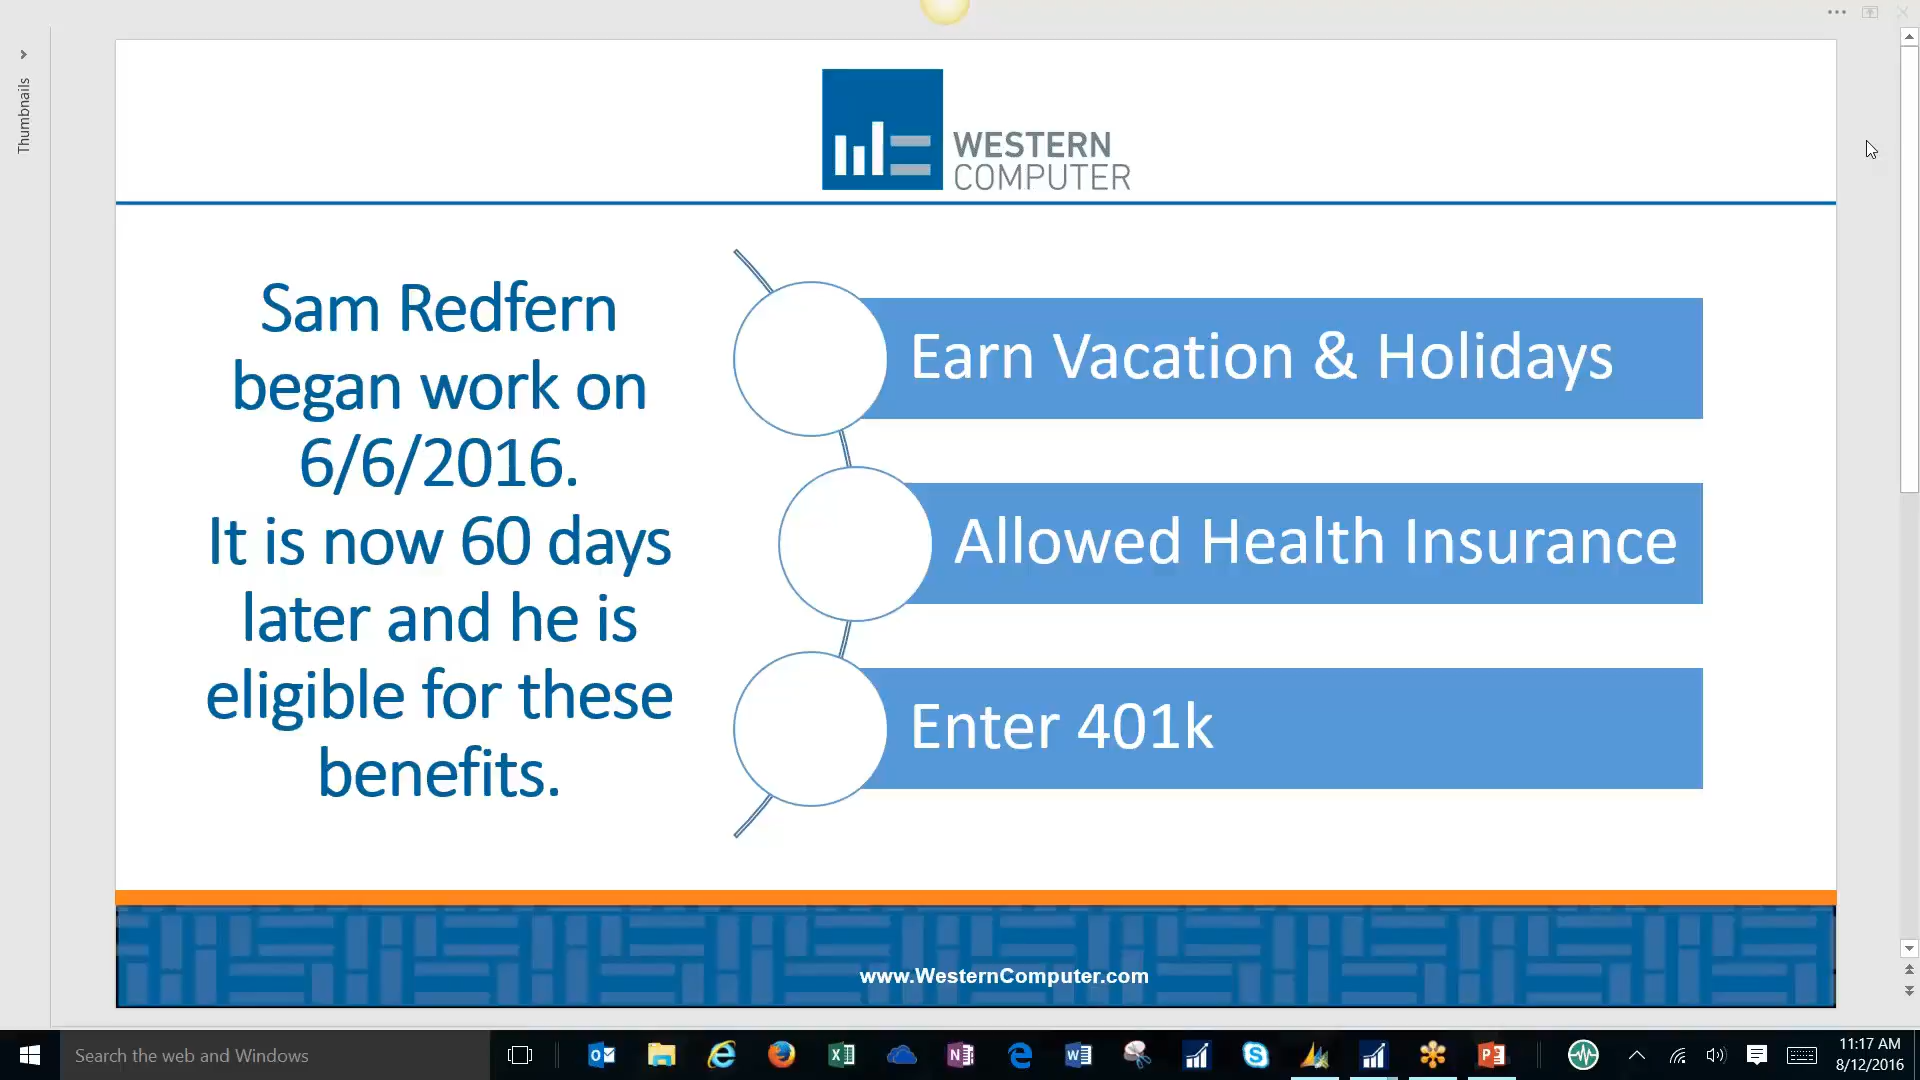 Thumbnails
WESTERN
COMPUTER
Sam Redfern
began work on
6/6/2016.
It is now 60 days
later and he is
eligible for these
benefits.
Earn Vacation & Holidays
Allowed Health Insurance
Enter 401k
www.WesternComputer.com
Search the web and Windows
11:17 AM
8/12/2016